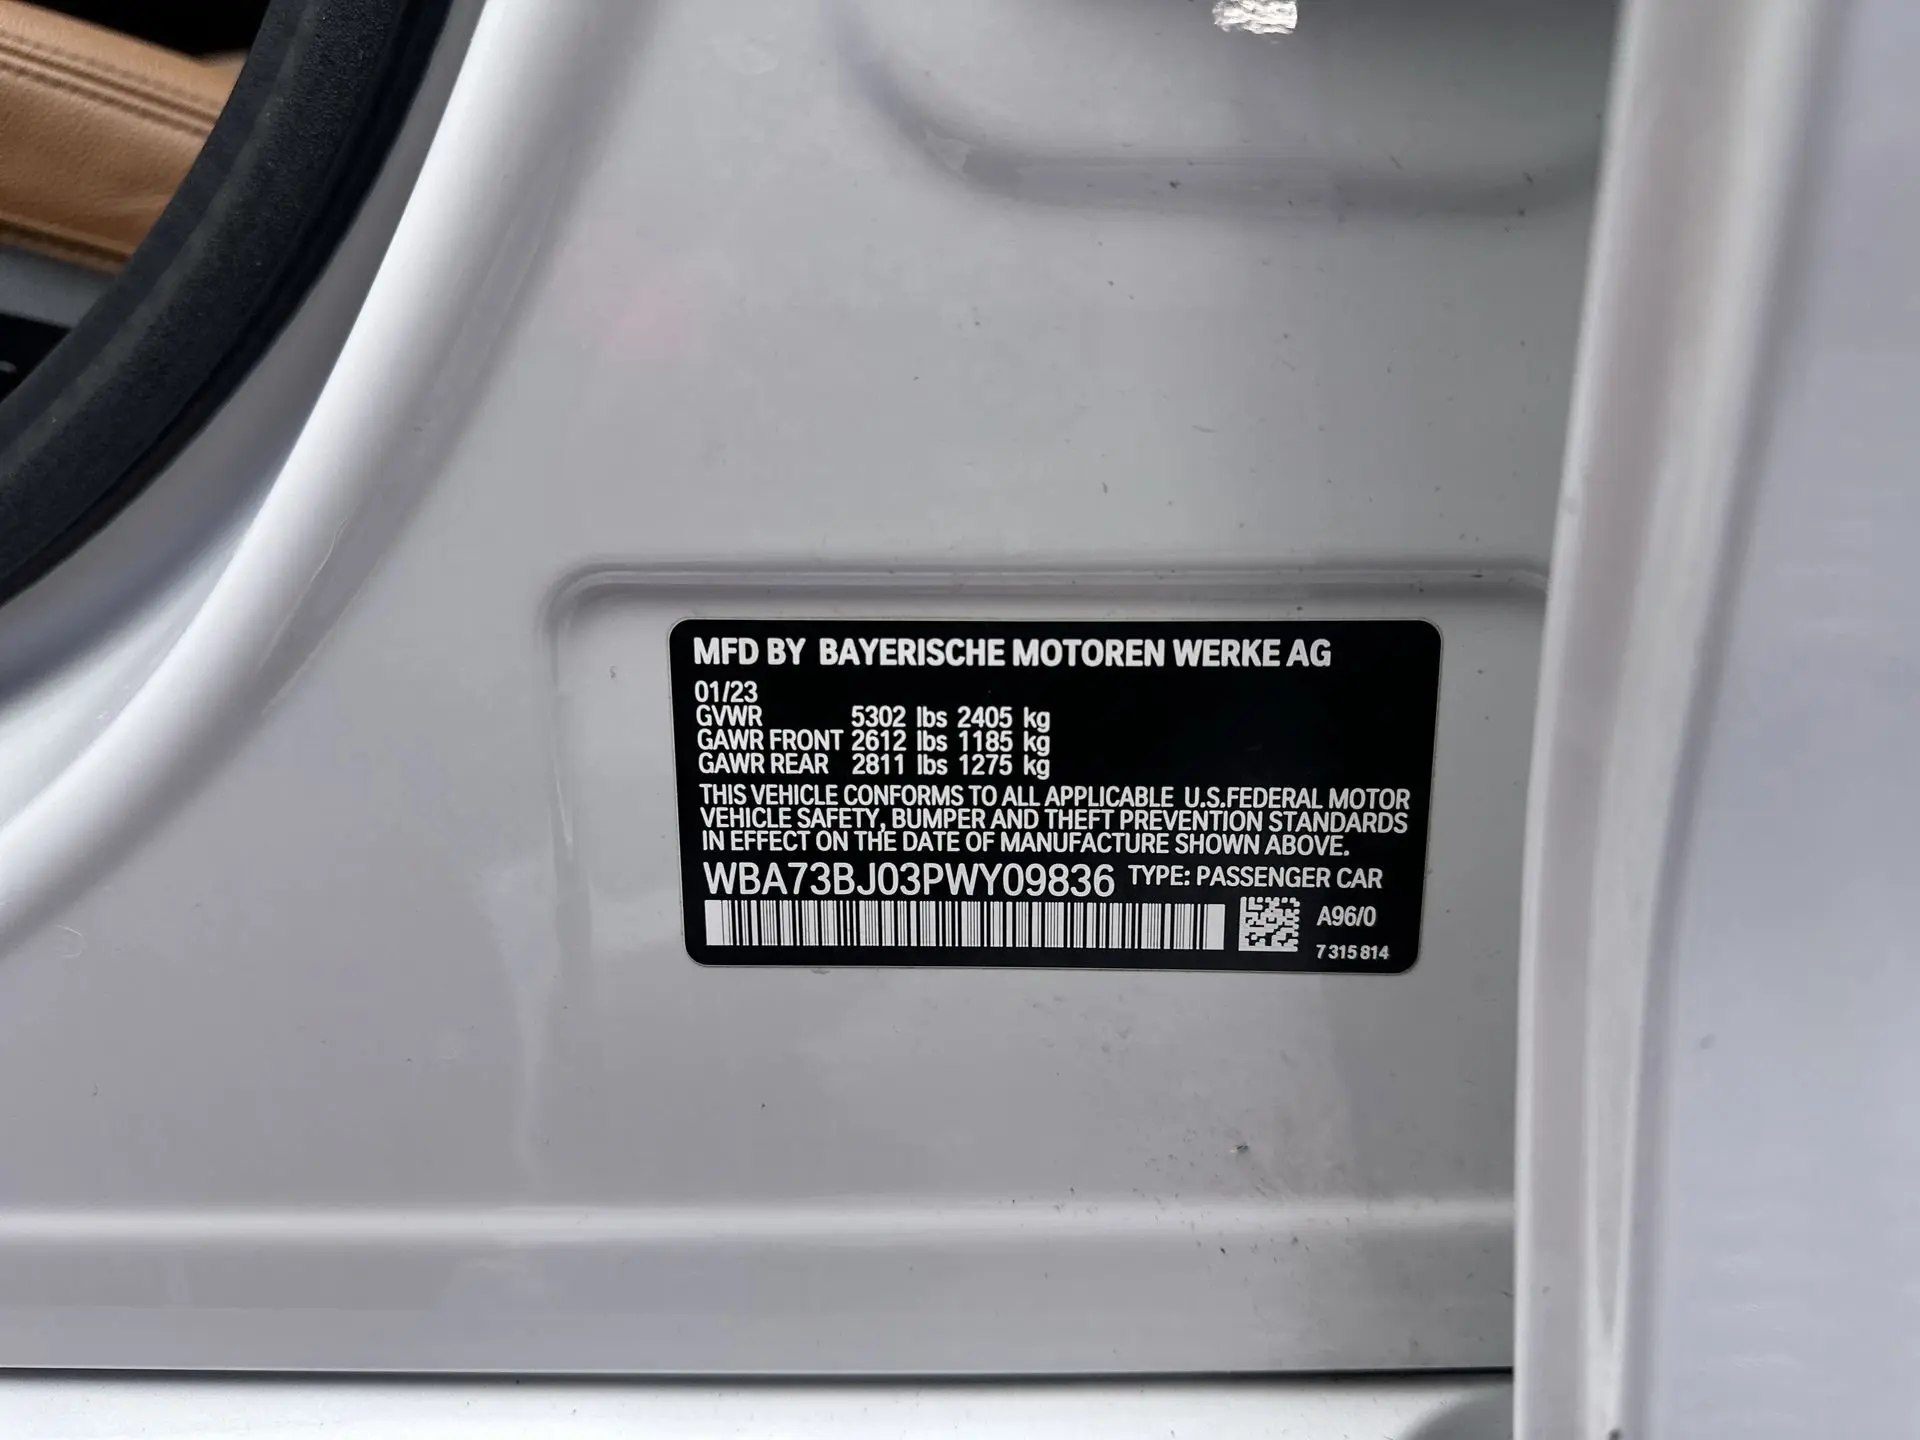 MFD BY BAYERISCHE MOTOREN WERKE AG
01/23
GVWR 5302 lbs 2405 kg
GAWR FRONT 2612 lbs 1185 kg
GAWR REAR 2811 lbs 1275 kg
THIS VEHICLE CONFORMS TO ALL APPLICABLE U.S.FEDERAL MOTOR
VEHICLE SAFETY, BUMPER AND THEFT PREVENTION STANDARDS
IN EFFECT ON THE DATE OF MANUFACTURE SHOWN ABOVE.
WBA73BJ03PWY09836 TYPE: PASSENGER CAR
A96/0
7 315 814